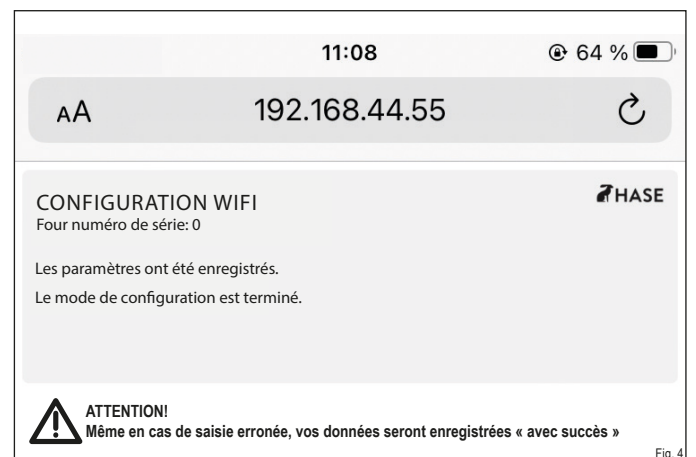 11:08 64 %
AA 192.168.44.55
CONFIGURATION WIFI HASE
Four numéro de série: 0
Les paramètres ont été enregistrés.
Le mode de configuration est terminé.
ATTENTION!
Même en cas de saisie erronée, vos données seront enregistrées « avec succès »
Fig. 4